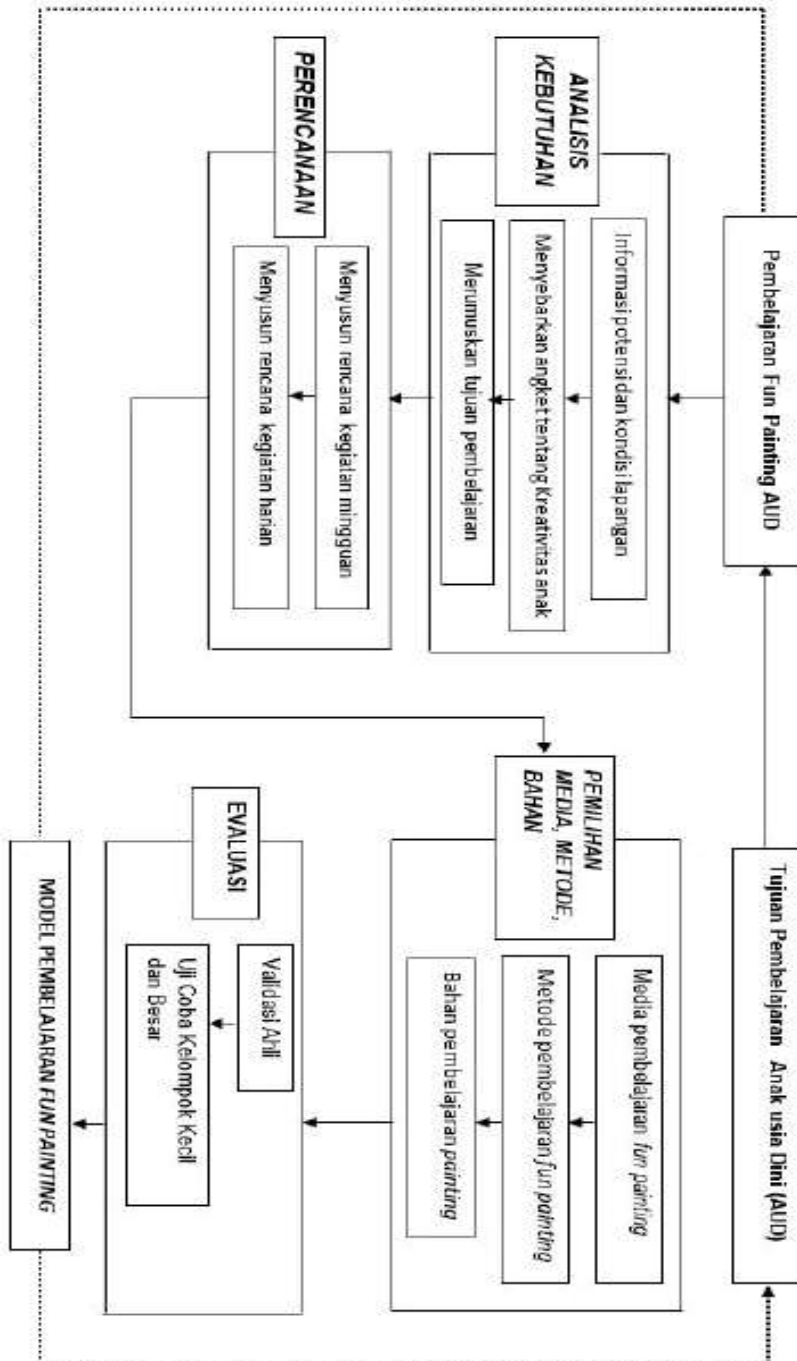 Pembelajaran Fun Painting AUD
Tujuan Pembelajaran Anak usia Dini (AUD)
ANALISIS
KEBUTUHAN
Informasi potensi dan kondisi lapangan
Menyebarkan angket tentang Kreativitas anak
Merumuskan tujuan pembelajaran
PERENCANAAN
Menyusun rencana kegiatan mingguan
Menyusun rencana kegiatan harian
PEMILIHAN
MEDIA, METODE,
BAHAN
Media pembelajaran fun painting
Metode pembelajaran fun painting
Bahan pembelajaran painting
EVALUASI
Validasi Ahli
Uji Coba Kelompok Kecil
dan Besar
MODEL PEMBELAJARAN FUN PAINTING